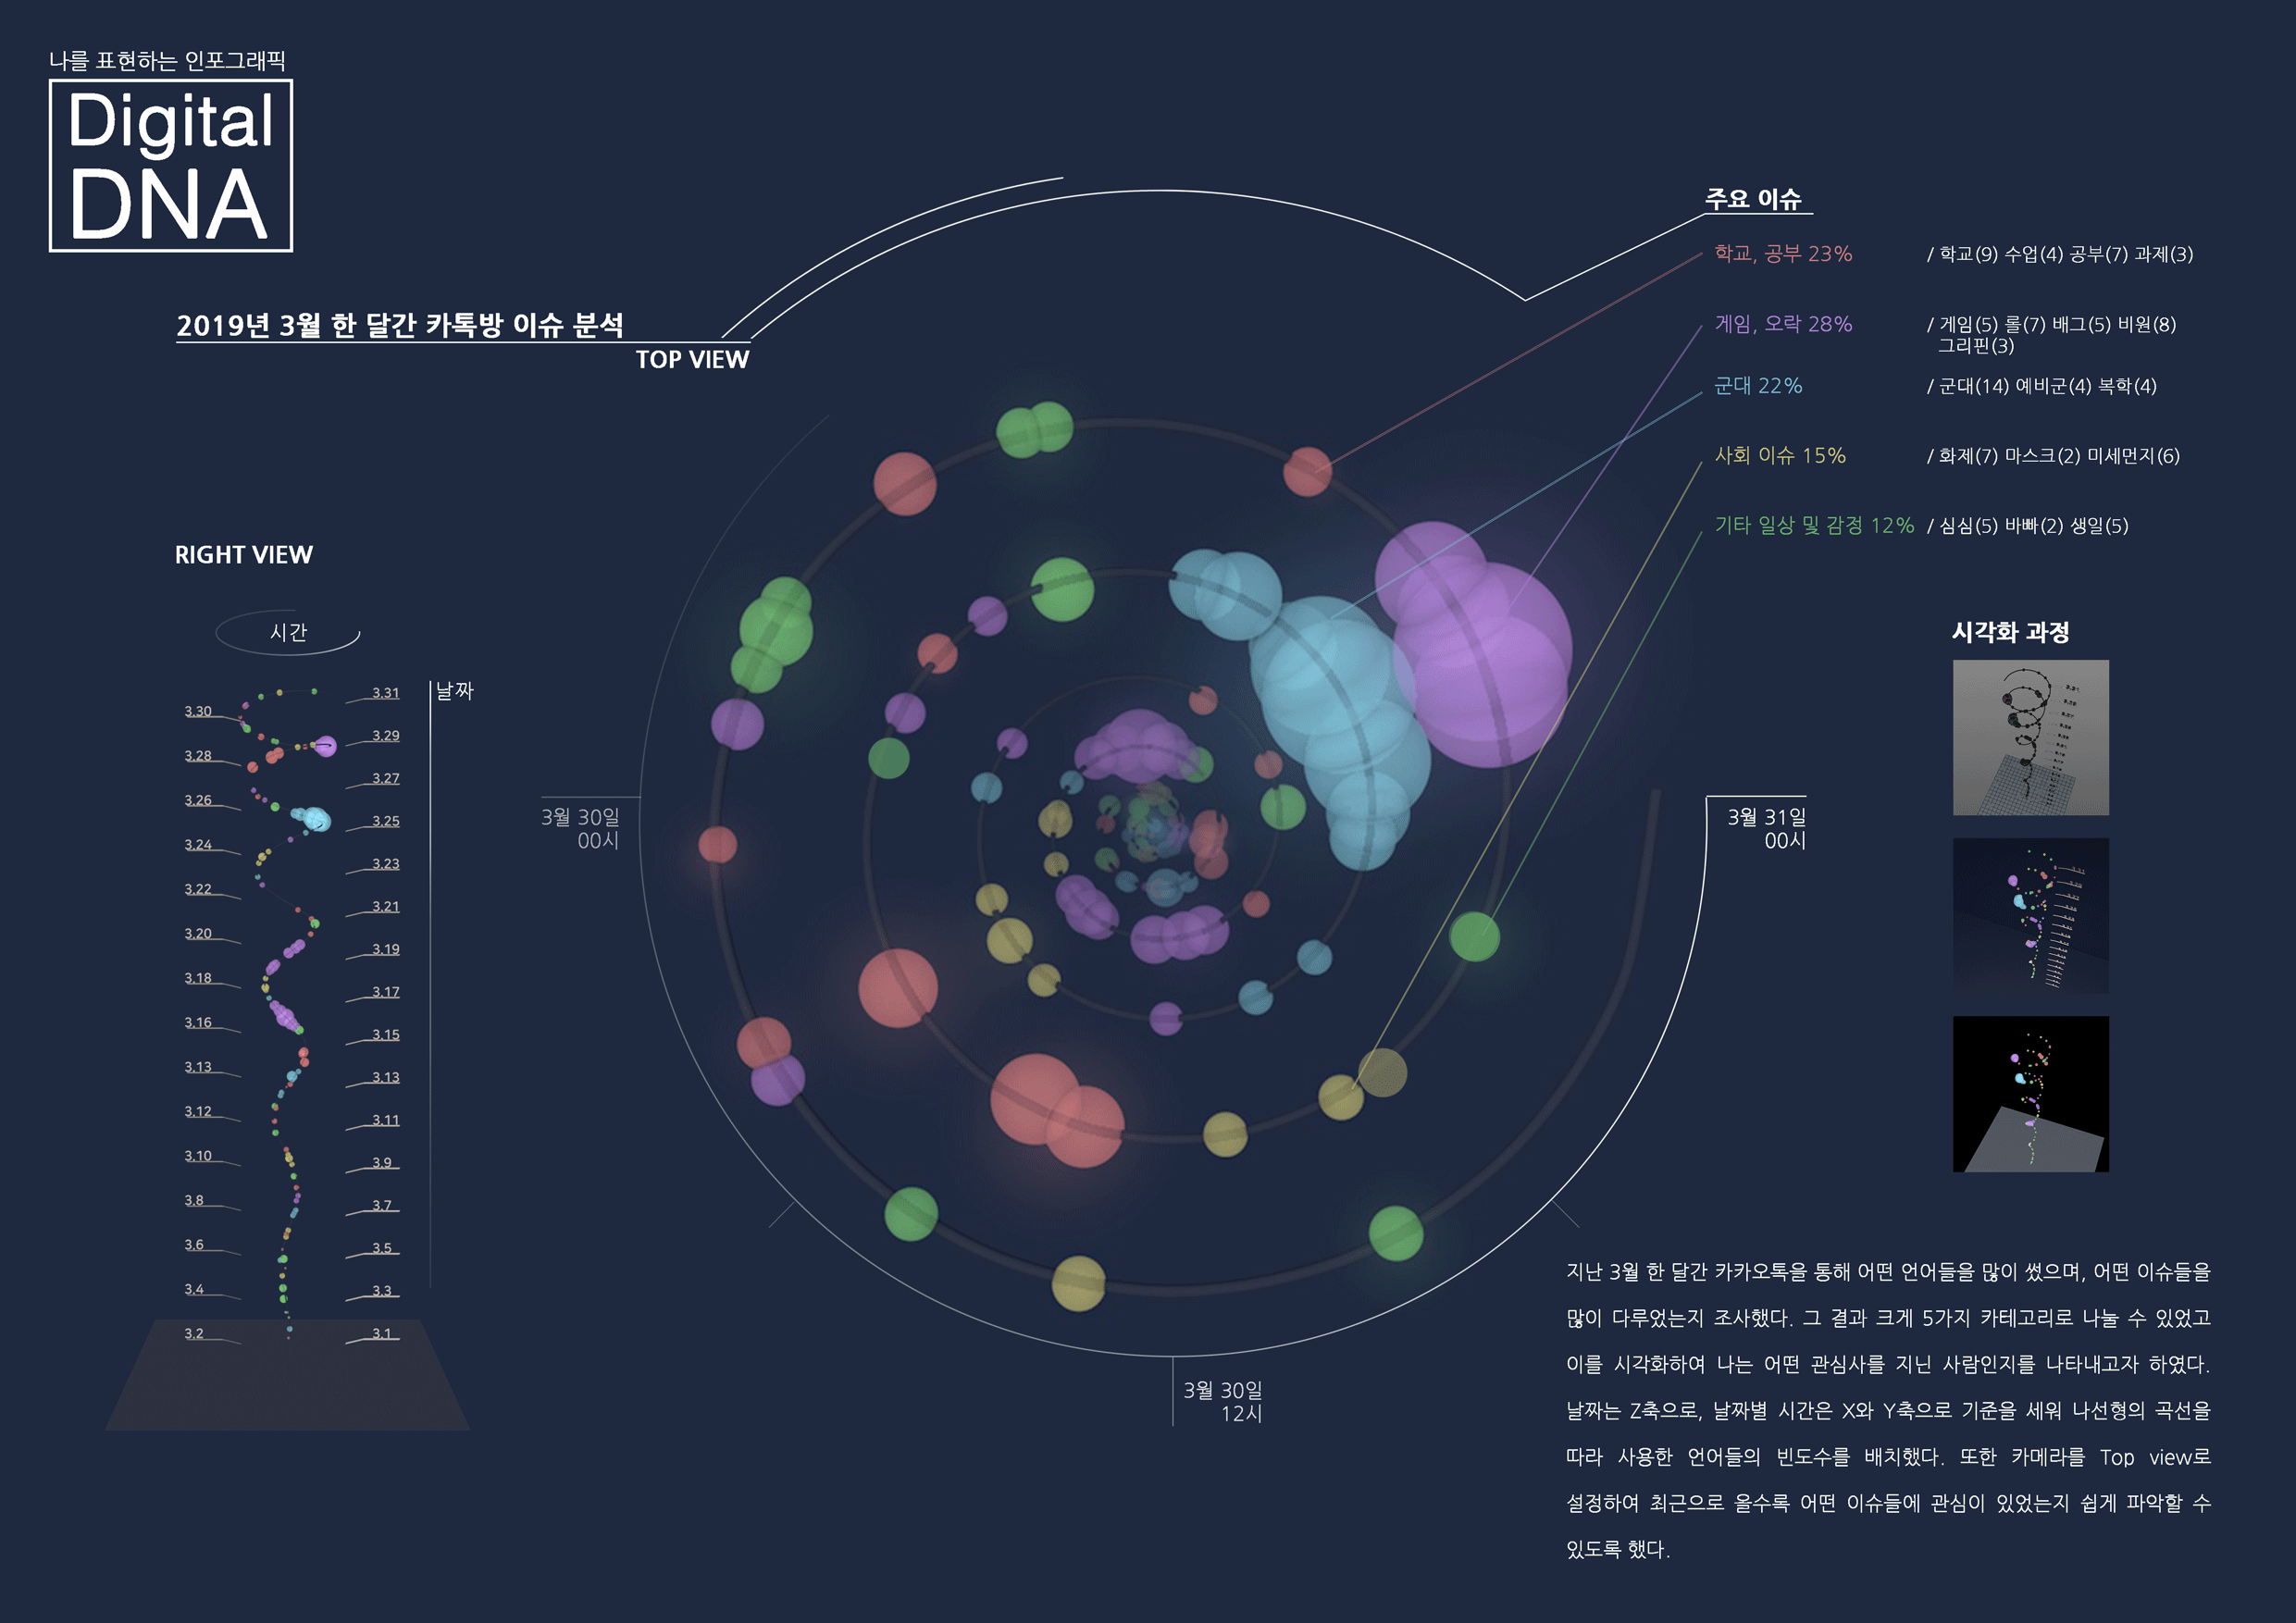 나를 표현하는 인포그래픽
Digital
DNA
2019년 3월 한 달간 카톡방 이슈 분석
TOP VIEW
주요 이슈
학교, 공부 23% / 학교(9) 수업(4) 공부(7) 과제(3)
게임, 오락 28% / 게임(5) 롤(7) 배그(5) 비원(8)
그리핀(3)
군대 22% / 군대(14) 예비군(4) 복학(4)
사회 이슈 15% / 화제(7) 마스크(2) 미세먼지(6)
기타 일상 및 감정 12% / 심심(5) 바빠(2) 생일(5)
RIGHT VIEW
시간
날짜
3.31
3.30
3.29
3.28
3.27
3.26
3.25
3.24
3.23
3.22
3.21
3.20
3.19
3.18
3.17
3.16
3.15
3.13
3.13
3.12
3.11
3.10
3.9
3.8
3.7
3.6
3.5
3.4
3.3
3.2
3.1
3월 30일
00시
3월 31일
00시
3월 30일
12시
시각화 과정
지난 3월 한 달간 카카오톡을 통해 어떤 언어들을 많이 썼으며, 어떤 이슈들을
많이 다루었는지 조사했다. 그 결과 크게 5가지 카테고리로 나눌 수 있었고
이를 시각화하여 나는 어떤 관심사를 지닌 사람인지를 나타내고자 하였다.
날짜는 Z축으로, 날짜별 시간은 X와 Y축으로 기준을 세워 나선형의 곡선을
따라 사용한 언어들의 빈도수를 배치했다. 또한 카메라를 Top view로
설정하여 최근으로 올수록 어떤 이슈들에 관심이 있었는지 쉽게 파악할 수
있도록 했다.